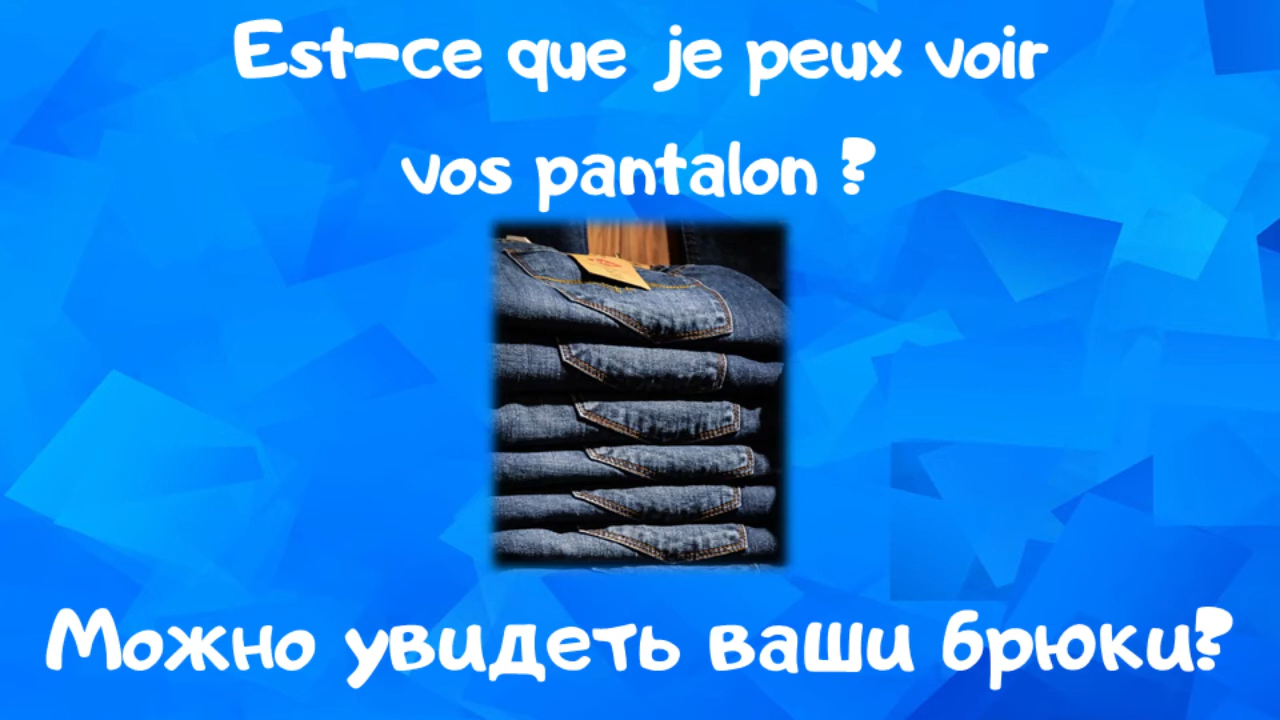 Est-ce que je peux voir
vos pantalon ?
Можно увидеть ваши брюки?